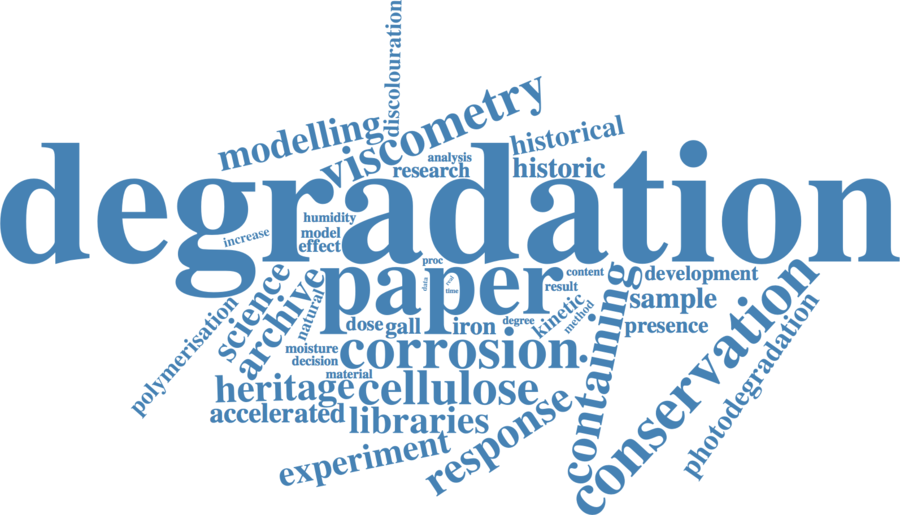 discolouration
modelling
viscometry
historical
analysis
research
historic
degradation
humidity
increase
model
effect
proc
paper
data
real
time
content
result
development
science
archive
natural
sample
containing
conservation
polymerisation
dose
gall
iron
degree
kinetic
method
presence
photodegradation
moisture
decision
corrosion
material
heritage
cellulose
accelerated
libraries
response
experiment